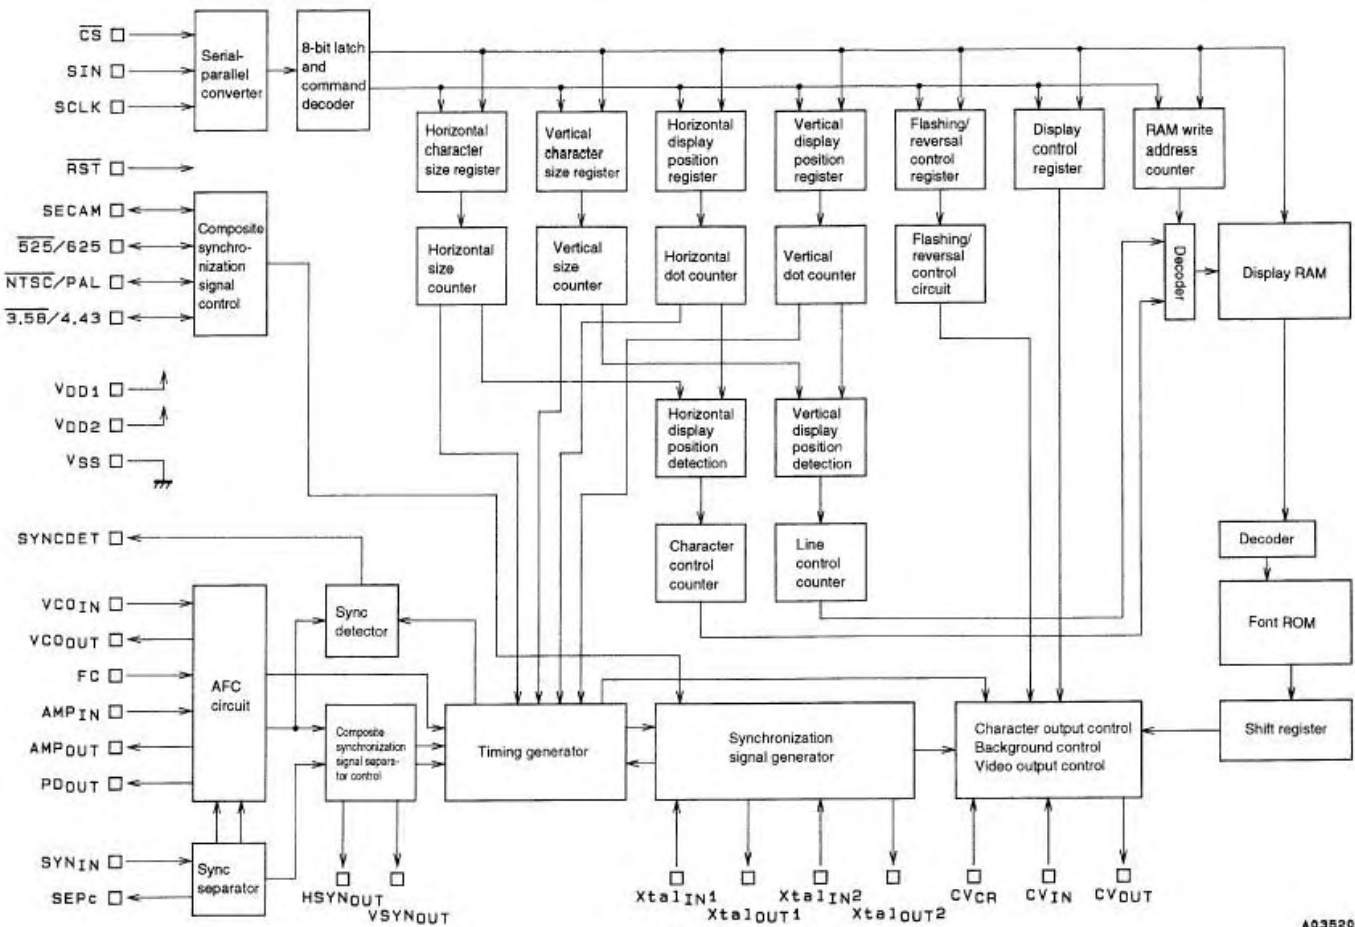 CS
SIN
SCLK
RST
SECAM
525/625
NTSC/PAL
3.58/4.43
VDD1
VDD2
VSS
SYNCDET
VCOIN
VCOOUT
FC
AMPIN
AMPOUT
PDOUT
SYNIN
SEPC
Serial-
parallel
converter
8-bit latch
and
command
decoder
Composite
synchro-
nization
signal
control
Horizontal
character
size register
Vertical
character
size register
Horizontal
display
position
register
Vertical
display
position
register
Flashing/
reversal
control
register
Display
control
register
RAM write
address
counter
Horizontal
size
counter
Vertical
size
counter
Horizontal
dot counter
Vertical
dot counter
Flashing/
reversal
control
circuit
Decoder
Display RAM
Horizontal
display
position
detection
Vertical
display
position
detection
Character
control
counter
Line
control
counter
Decoder
Font ROM
Shift register
Sync
detector
AFC
circuit
Composite
synchronization
signal separa-
tor control
Timing generator
Synchronization
signal generator
Character output control
Background control
Video output control
Sync
separator
HSYNOUT
VSYNOUT
XtalIN1
XtalOUT1
XtalIN2
XtalOUT2
CVCR
CVIN
CVOUT
A03520